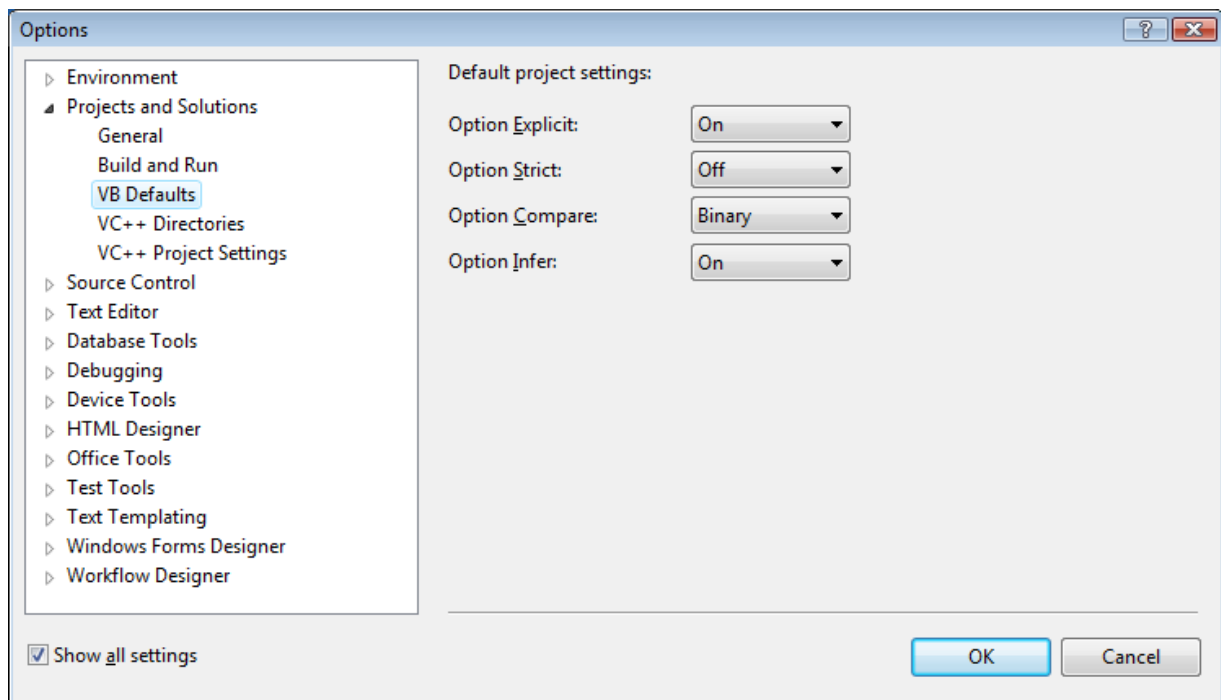 Options
Environment
Projects and Solutions
General
Build and Run
VB Defaults
VC++ Directories
VC++ Project Settings
Source Control
Text Editor
Database Tools
Debugging
Device Tools
HTML Designer
Office Tools
Test Tools
Text Templating
Windows Forms Designer
Workflow Designer
Default project settings:
Option Explicit: On
Option Strict: Off
Option Compare: Binary
Option Infer: On
Show all settings
OK Cancel